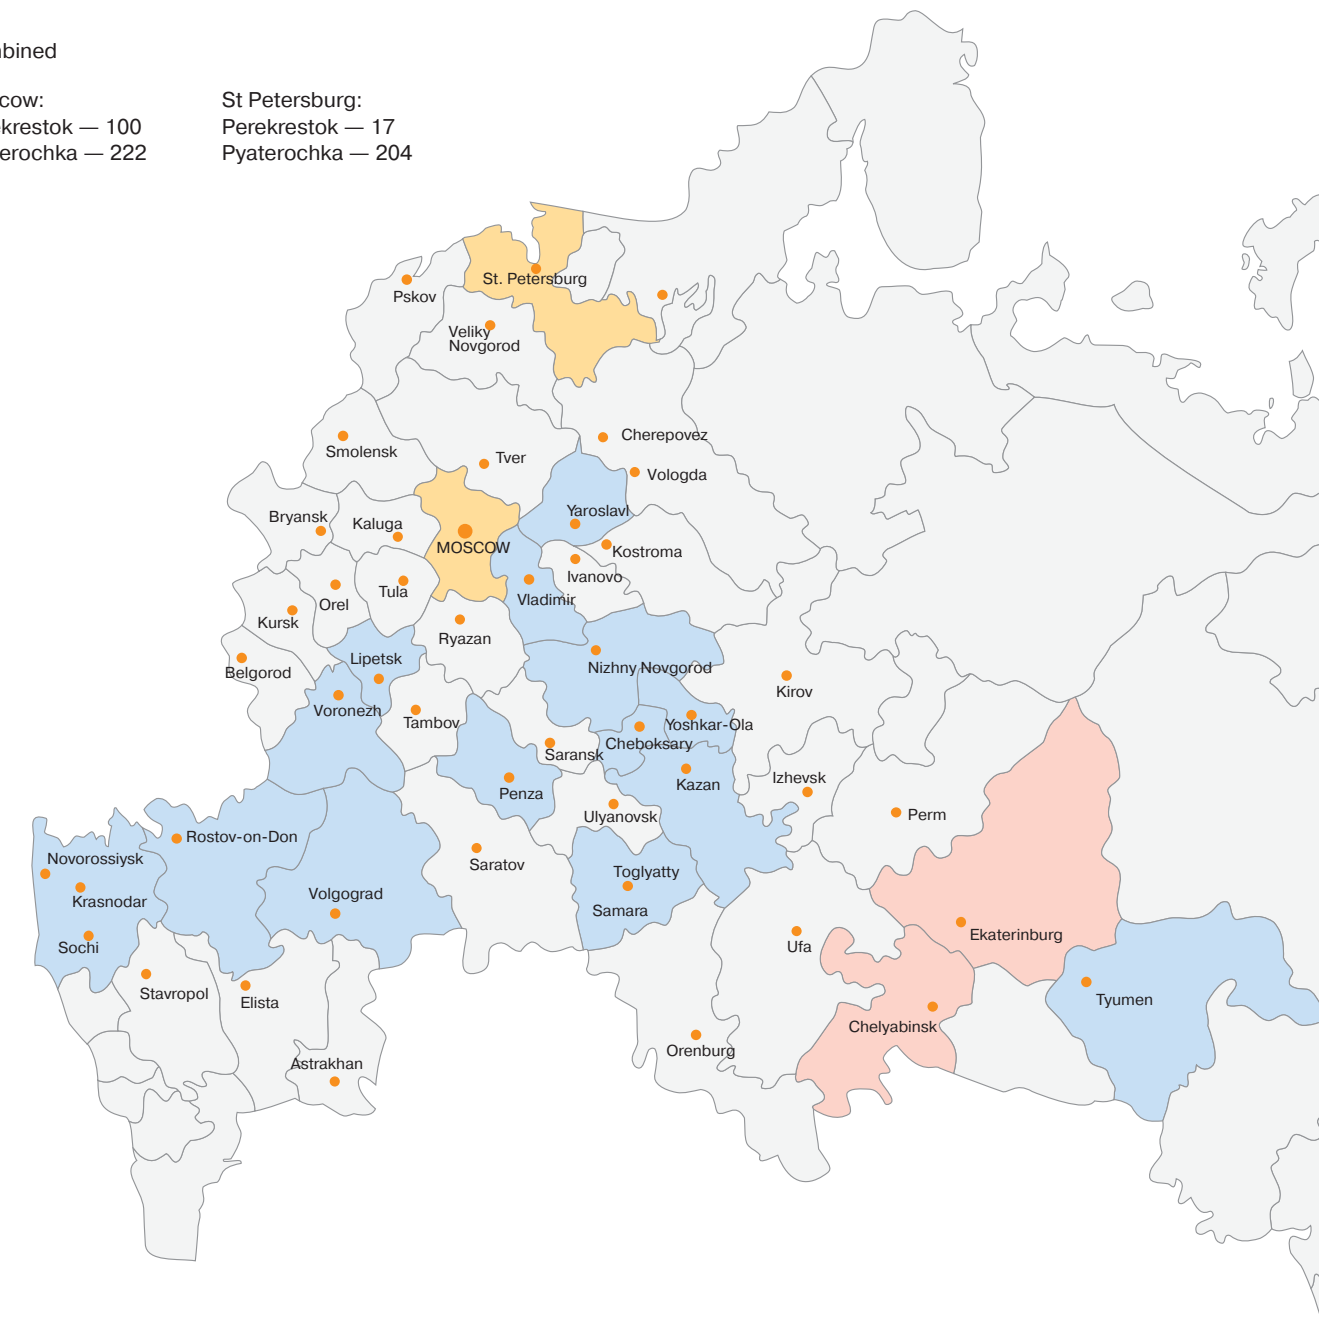 bined
cow:
krestok — 100
erochka — 222
St Petersburg:
Perekrestok — 17
Pyaterochka — 204
St. Petersburg
Pskov
Veliky
Novgorod
Cherepovez
Smolensk
Tver
Vologda
Yaroslavl
Bryansk
Kaluga
MOSCOW
Kostroma
Ivanovo
Tula
Orel
Vladimir
Kursk
Ryazan
Lipetsk
Belgorod
Nizhny Novgorod
Kirov
Voronezh
Tambov
Yoshkar-Ola
Cheboksary
Saransk
Kazan
Izhevsk
Penza
Ulyanovsk
Perm
Rostov-on-Don
Novorossiysk
Saratov
Toglyatty
Krasnodar
Volgograd
Samara
Sochi
Ufa
Ekaterinburg
Stavropol
Elista
Tyumen
Chelyabinsk
Orenburg
Astrakhan